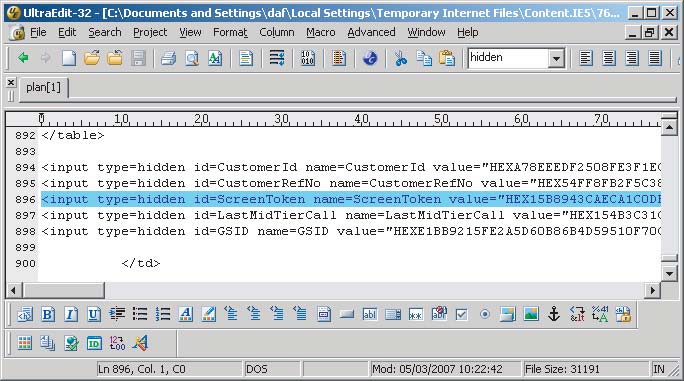 UltraEdit-32 - [C:\Documents and Settings\daf\Local Settings\Temporary Internet Files\Content.IE5\76...
File Edit Search Project View Format Column Macro Advanced Window Help
hidden
plan[1]
0 10 20 30 40 50 60 70
892 </table>
893
894 <input type=hidden id=CustomerId name=CustomerId value="HEXA78EEEDF2508FE3F1E
895 <input type=hidden id=CustomerRefNo name=CustomerRefNo value="HEX54FF8FB2F5C38
896 <input type=hidden id=ScreenToken name=ScreenToken value="HEX15B8943CAECA1C0D
897 <input type=hidden id=LastMidTierCall name=LastMidTierCall value="HEX154B3C31
898 <input type=hidden id=GSID name=GSID value="HEXE1BB9215FE2A5D60B86B4D59510F70
899
900 </td>
Ln 896, Col. 1, C0 DOS Mod: 05/03/2007 10:22:42 File Size: 31191 IN